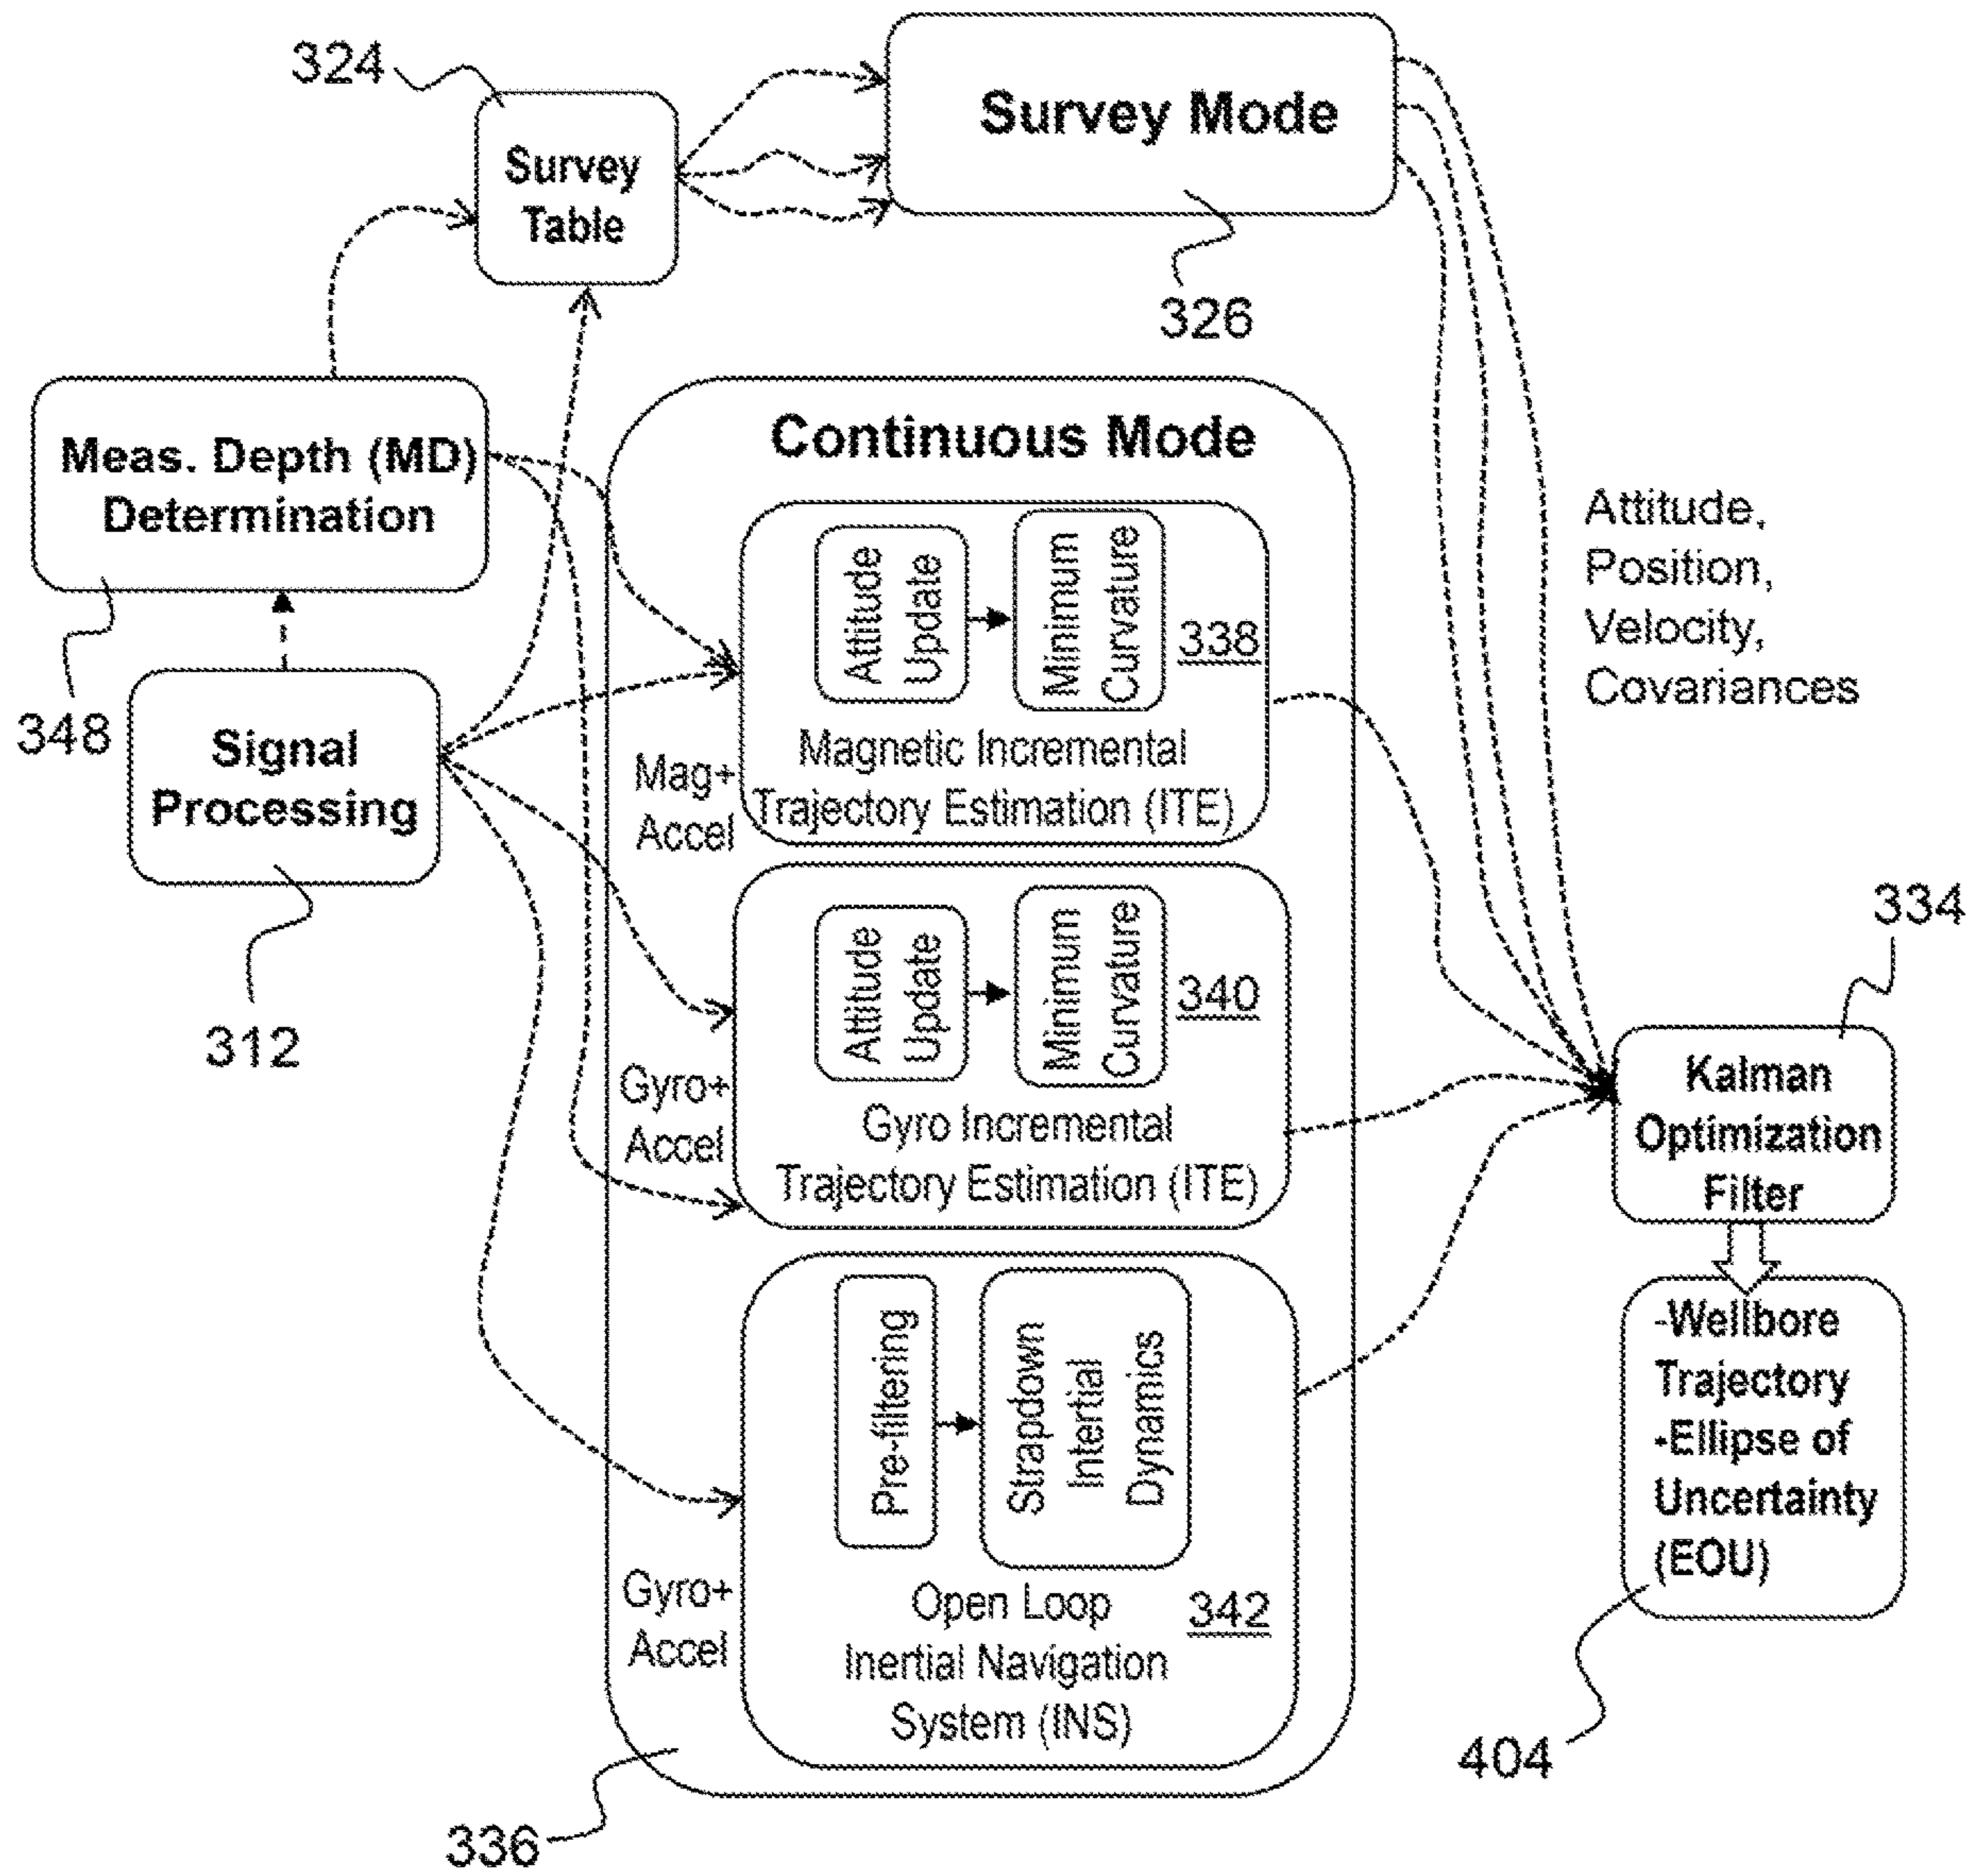 324
Survey
Table
Survey Mode
326
Meas. Depth (MD)
Determination
348
Signal
Processing
312
Continuous Mode
Attitude
Update
Minimum
Curvature
338
Magnetic Incremental
Trajectory Estimation (ITE)
Mag+
Accel
Attitude
Update
Minimum
Curvature
340
Gyro Incremental
Trajectory Estimation (ITE)
Gyro+
Accel
Pre-filtering
Strapdown
Intertial
Dynamics
342
Open Loop
Inertial Navigation
System (INS)
Gyro+
Accel
336
Attitude,
Position,
Velocity,
Covariances
334
Kalman
Optimization
Filter
-Wellbore
Trajectory
-Ellipse of
Uncertainty
(EOU)
404